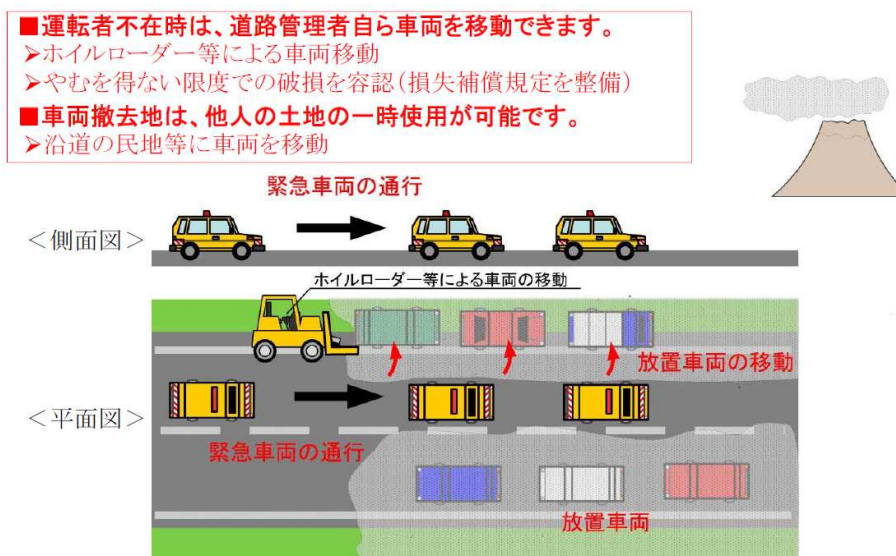 ■運転者不在時は、道路管理者自ら車両を移動できます。
➢ホイルローダー等による車両移動
➢やむを得ない限度での破損を容認(損失補償規定を整備)
■車両撤去地は、他人の土地の一時使用が可能です。
➢沿道の民地等に車両を移動
緊急車両の通行
<側面図>
ホイルローダー等による車両の移動
放置車両の移動
<平面図>
緊急車両の通行
放置車両